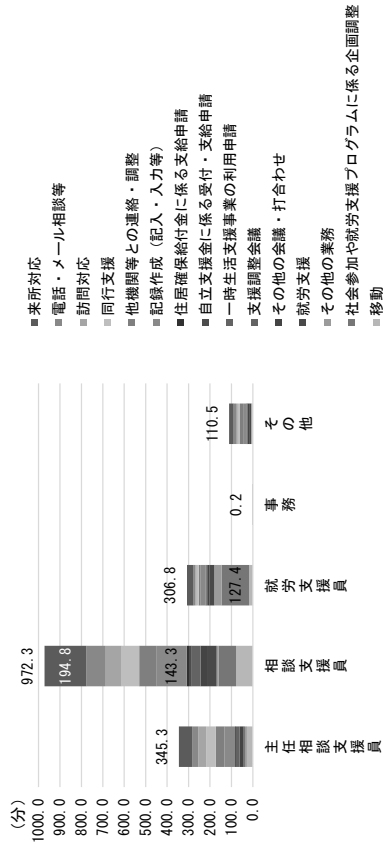 (分)
1000.0
900.0
800.0
700.0
600.0
500.0
400.0
300.0
200.0
100.0
0.0
345.3
972.3
194.8
143.3
306.8
127.4
0.2
110.5
主任相談支援員
相談支援員
就労支援員
事務
その他
来所対応
電話・メール相談等
訪問対応
同行支援
他機関等との連絡・調整
記録作成（記入・入力等）
住居確保給付金に係る支給申請
自立支援金に係る受付・支給申請
一時生活支援事業の利用申請
支援調整会議
その他の会議・打合わせ
就労支援
その他の業務
社会参加や就労支援プログラムに係る企画調整
移動